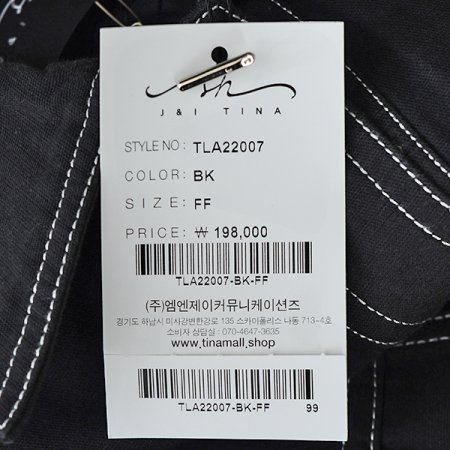 J & I TINA
STYLE NO : TLA22007
COLOR: BK
SIZE: FF
PRICE: ₩ 198,000
TLA22007-BK-FF
(주)엠엔제이커뮤니케이션즈
경기도 하남시 미사강변한강로 135 스카이폴리스 나동 713-4호
소비자 상담실 : 070-4647-3635
www.tinamall.shop
TLA22007-BK-FF 99